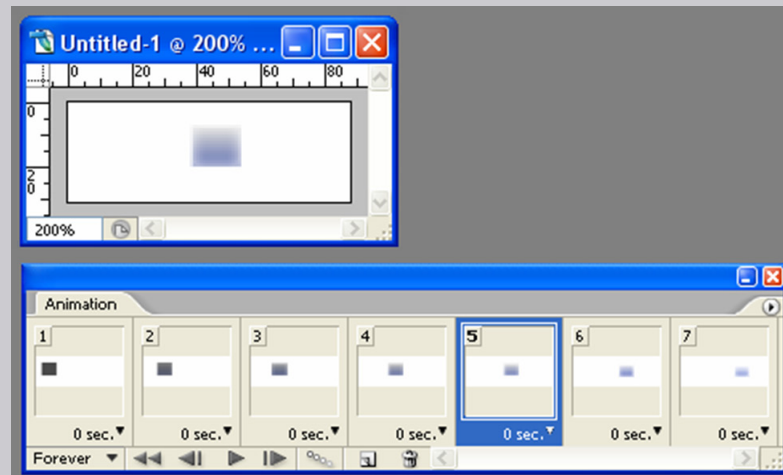 Untitled-1 @ 200% ...
0 20 40 60 80
0
2
0
200%
Animation
1 2 3 4 5 6 7
0 sec. 0 sec. 0 sec. 0 sec. 0 sec. 0 sec. 0 sec.
Forever